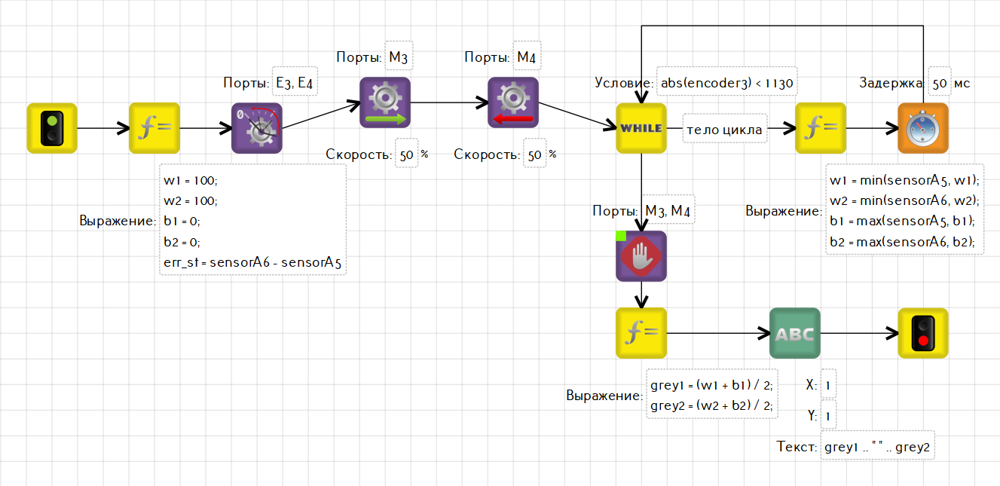 Порты: E3, E4
Порты: M3
Порты: M4
Условие: abs(encoder3) < 1130
Задержка 50 мс
0
WHILE
тело цикла
Скорость: 50 %
Скорость: 50 %
Выражение:
w1 = 100;
w2 = 100;
b1 = 0;
b2 = 0;
err_st = sensorA6 - sensorA5
Порты: M3, M4
Выражение:
w1 = min(sensorA5, w1);
w2 = min(sensorA6, w2);
b1 = max(sensorA5, b1);
b2 = max(sensorA6, b2);
ABC
Выражение:
grey1 = (w1 + b1) / 2;
grey2 = (w2 + b2) / 2;
X: 1
Y: 1
Текст: grey1 .. " " .. grey2